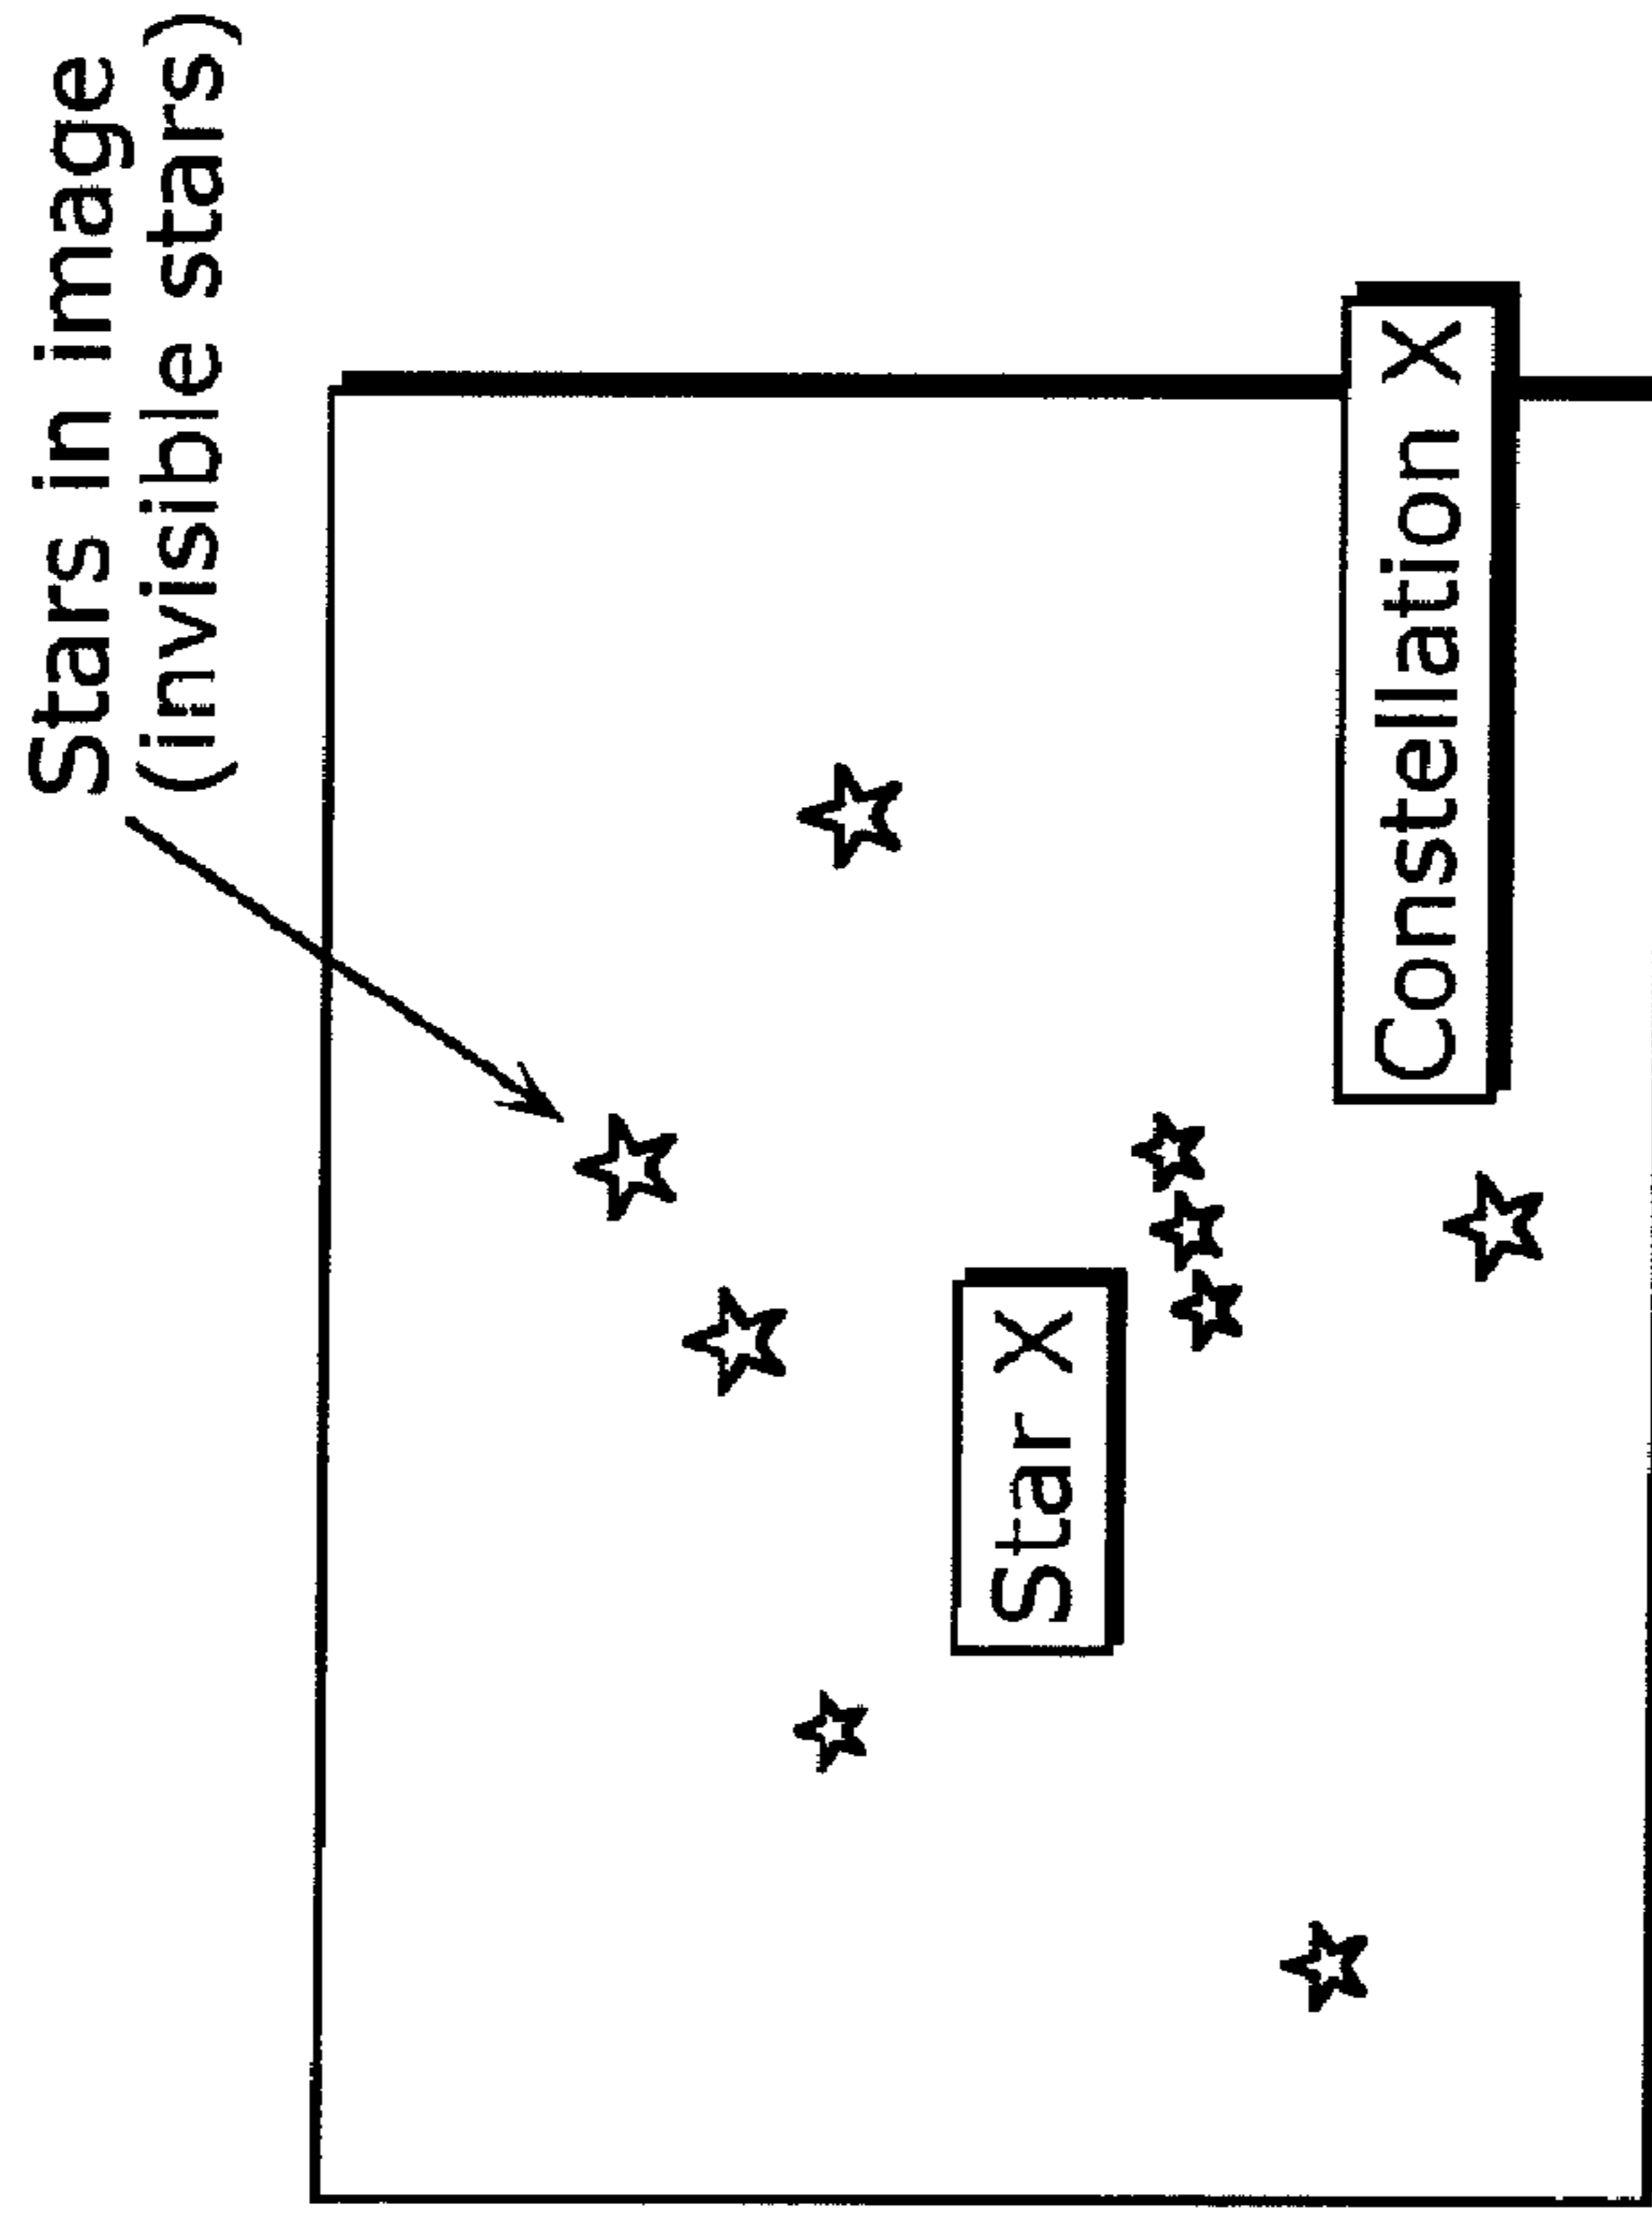 Stars in image
(invisible stars)
Star X
Constellation X